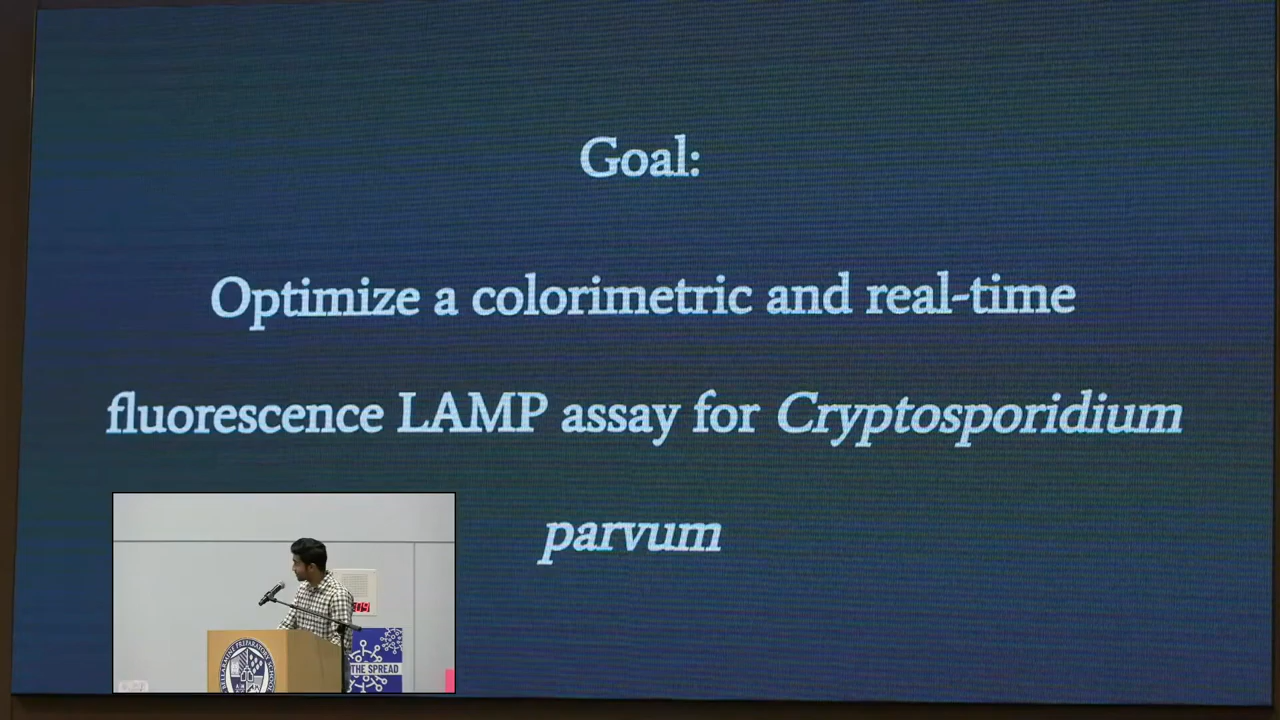 Goal:
Optimize a colorimetric and real-time
fluorescence LAMP assay for Cryptosporidium
parvum
THE SPREAD